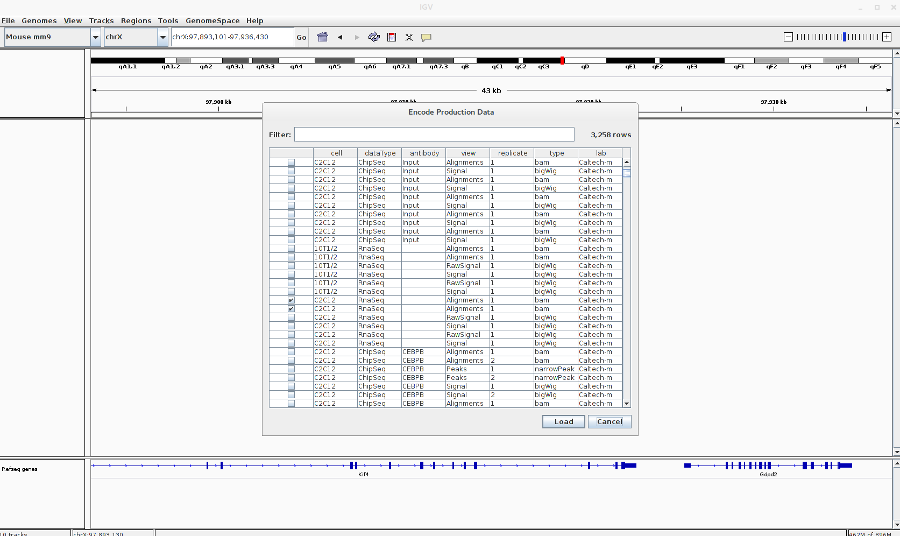 IGV
File Genomes View Tracks Regions Tools GenomeSpace Help
Mouse mm9 chrX chrX:97,893,101-97,936,430 Go
qA1.1 qA1.2 qA2 qA3.1 qA3.3 qA4 qA5 qA6 qA7.1 qA7.3 qB qC1 qC2 qC3 qD qE1 qE2 qE3 qF1 qF2 qF3 qF4 qF5
43 kb
97,900 kb 97,930 kb
Encode Production Data
Filter: 3,258 rows
cell dataType antibody view replicate type lab
C2C12 ChipSeq Input Alignments 1 bam Caltech-m
C2C12 ChipSeq Input Signal 1 bigWig Caltech-m
C2C12 ChipSeq Input Alignments 1 bam Caltech-m
C2C12 ChipSeq Input Signal 1 bigWig Caltech-m
C2C12 ChipSeq Input Alignments 1 bam Caltech-m
C2C12 ChipSeq Input Signal 1 bigWig Caltech-m
C2C12 ChipSeq Input Alignments 1 bam Caltech-m
C2C12 ChipSeq Input Signal 1 bigWig Caltech-m
C2C12 ChipSeq Input Alignments 1 bam Caltech-m
C2C12 ChipSeq Input Signal 1 bigWig Caltech-m
10T1/2 RnaSeq Alignments 1 bam Caltech-m
10T1/2 RnaSeq Alignments 1 bam Caltech-m
10T1/2 RnaSeq RawSignal 1 bigWig Caltech-m
10T1/2 RnaSeq Signal 1 bigWig Caltech-m
10T1/2 RnaSeq RawSignal 1 bigWig Caltech-m
10T1/2 RnaSeq Signal 1 bigWig Caltech-m
C2C12 RnaSeq Alignments 1 bam Caltech-m
C2C12 RnaSeq Alignments 1 bam Caltech-m
C2C12 RnaSeq RawSignal 1 bigWig Caltech-m
C2C12 RnaSeq Signal 1 bigWig Caltech-m
C2C12 RnaSeq RawSignal 1 bigWig Caltech-m
C2C12 RnaSeq Signal 1 bigWig Caltech-m
C2C12 ChipSeq CEBPB Alignments 1 bam Caltech-m
C2C12 ChipSeq CEBPB Alignments 2 bam Caltech-m
C2C12 ChipSeq CEBPB Peaks 1 narrowPeak Caltech-m
C2C12 ChipSeq CEBPB Peaks 2 narrowPeak Caltech-m
C2C12 ChipSeq CEBPB Signal 1 bigWig Caltech-m
C2C12 ChipSeq CEBPB Signal 2 bigWig Caltech-m
C2C12 ChipSeq CEBPB Alignments 1 bam Caltech-m
Load Cancel
Refseq genes
Kif4